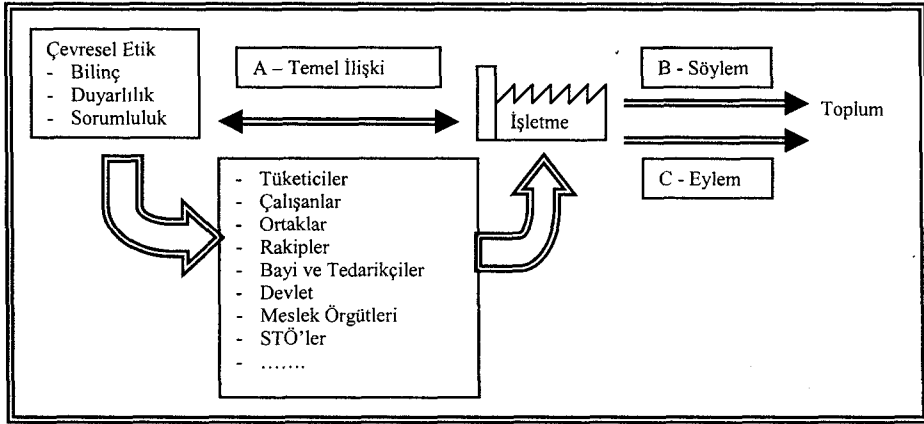 Çevresel Etik
- Bilinç
- Duyarlılık
- Sorumluluk
A – Temel İlişki
İşletme
B - Söylem
Toplum
C - Eylem
- Tüketiciler
- Çalışanlar
- Ortaklar
- Rakipler
- Bayi ve Tedarikçiler
- Devlet
- Meslek Örgütleri
- STÖ’ler
- …….